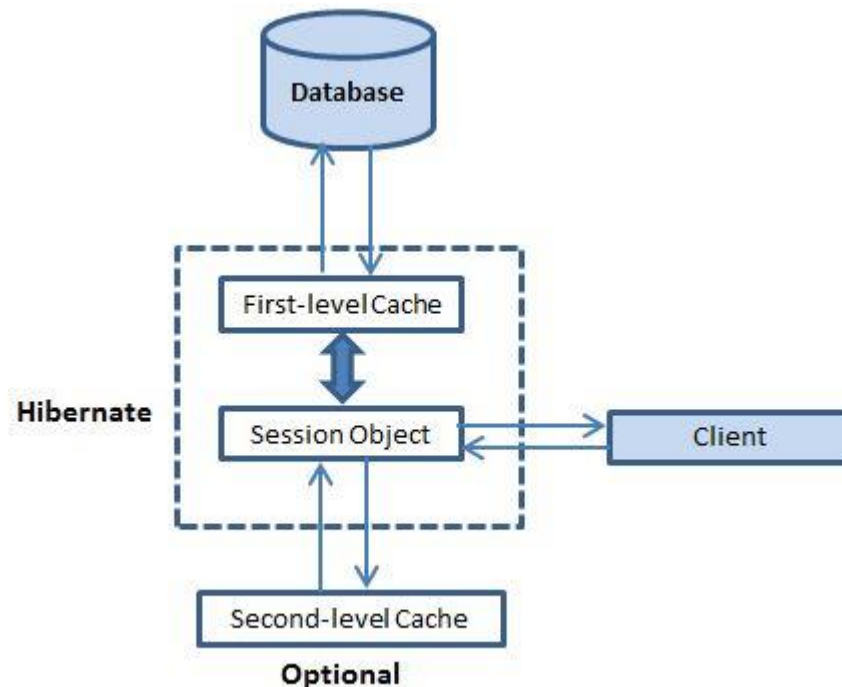 Database
First-level Cache
Hibernate
Session Object
Client
Second-level Cache
Optional